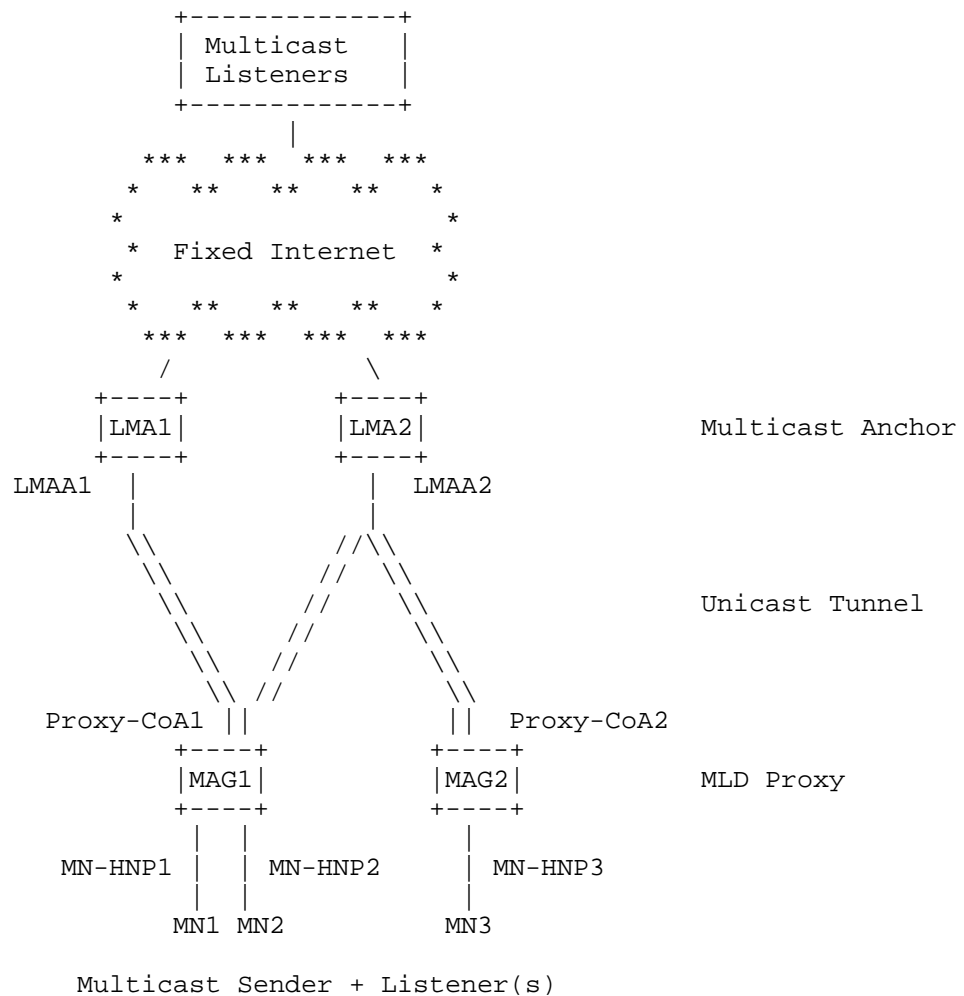 Multicast
Listeners
Fixed Internet
LMA1 LMA2 Multicast Anchor
LMAA1 LMAA2
Unicast Tunnel
Proxy-CoA1 Proxy-CoA2
MAG1 MAG2 MLD Proxy
MN-HNP1 MN-HNP2 MN-HNP3
MN1 MN2 MN3
Multicast Sender + Listener(s)